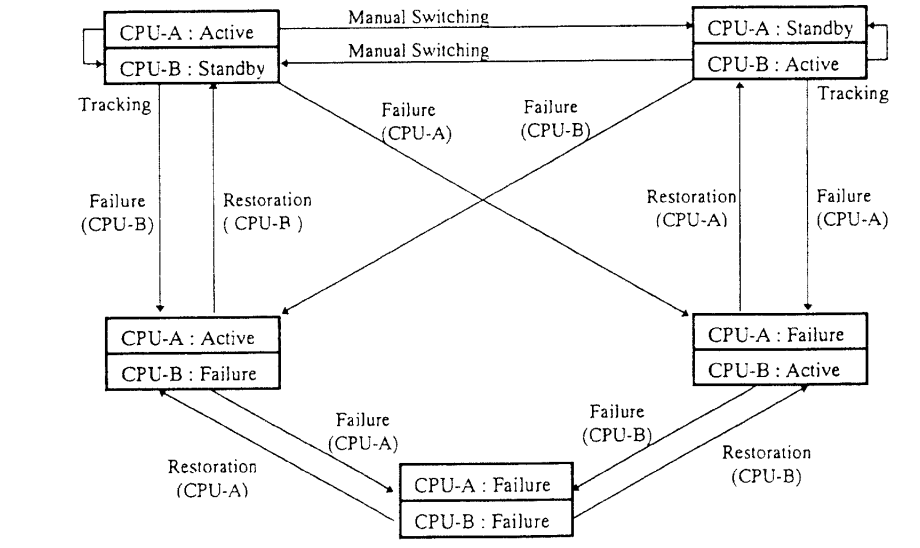 CPU-A : Active
Manual Switching
CPU-A : Standby
CPU-B : Standby
Manual Switching
CPU-B : Active
Tracking
Tracking
Failure
(CPU-A)
Failure
(CPU-B)
Failure
(CPU-B)
Restoration
( CPU-B )
Restoration
(CPU-A)
Failure
(CPU-A)
CPU-A : Active
CPU-B : Failure
CPU-A : Failure
CPU-B : Active
Failure
(CPU-A)
Failure
(CPU-B)
Restoration
(CPU-A)
Restoration
(CPU-B)
CPU-A : Failure
CPU-B : Failure